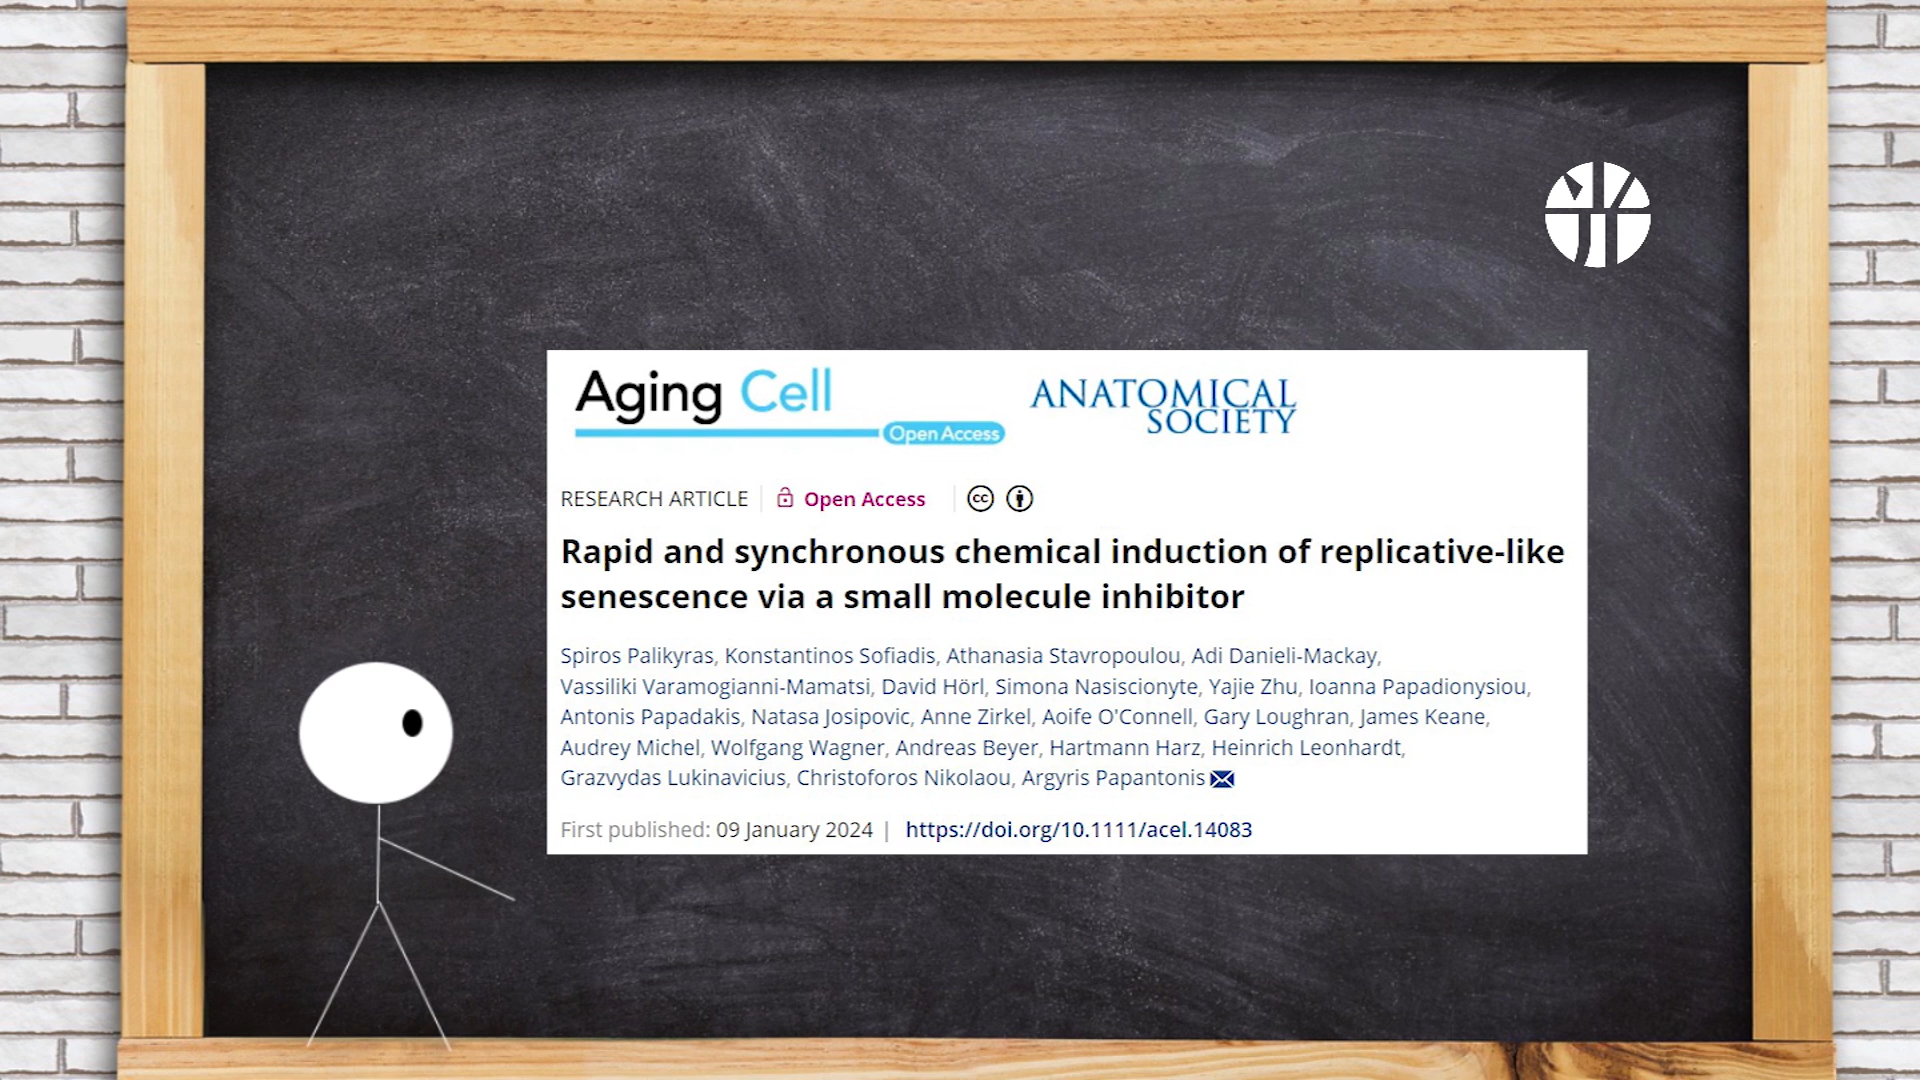 Aging Cell
Open Access
ANATOMICAL
SOCIETY
RESEARCH ARTICLE Open Access cc
Rapid and synchronous chemical induction of replicative-like
senescence via a small molecule inhibitor
Spiros Palikyras, Konstantinos Sofiadis, Athanasia Stavropoulou, Adi Danieli-Mackay,
Vassiliki Varamogianni-Mamatsi, David Hörl, Simona Nasiscionyte, Yajie Zhu, Ioanna Papadionysiou,
Antonis Papadakis, Natasa Josipovic, Anne Zirkel, Aoife O'Connell, Gary Loughran, James Keane,
Audrey Michel, Wolfgang Wagner, Andreas Beyer, Hartmann Harz, Heinrich Leonhardt,
Grazvydas Lukinavicius, Christoforos Nikolaou, Argyris Papantonis
First published: 09 January 2024 | https://doi.org/10.1111/acel.14083